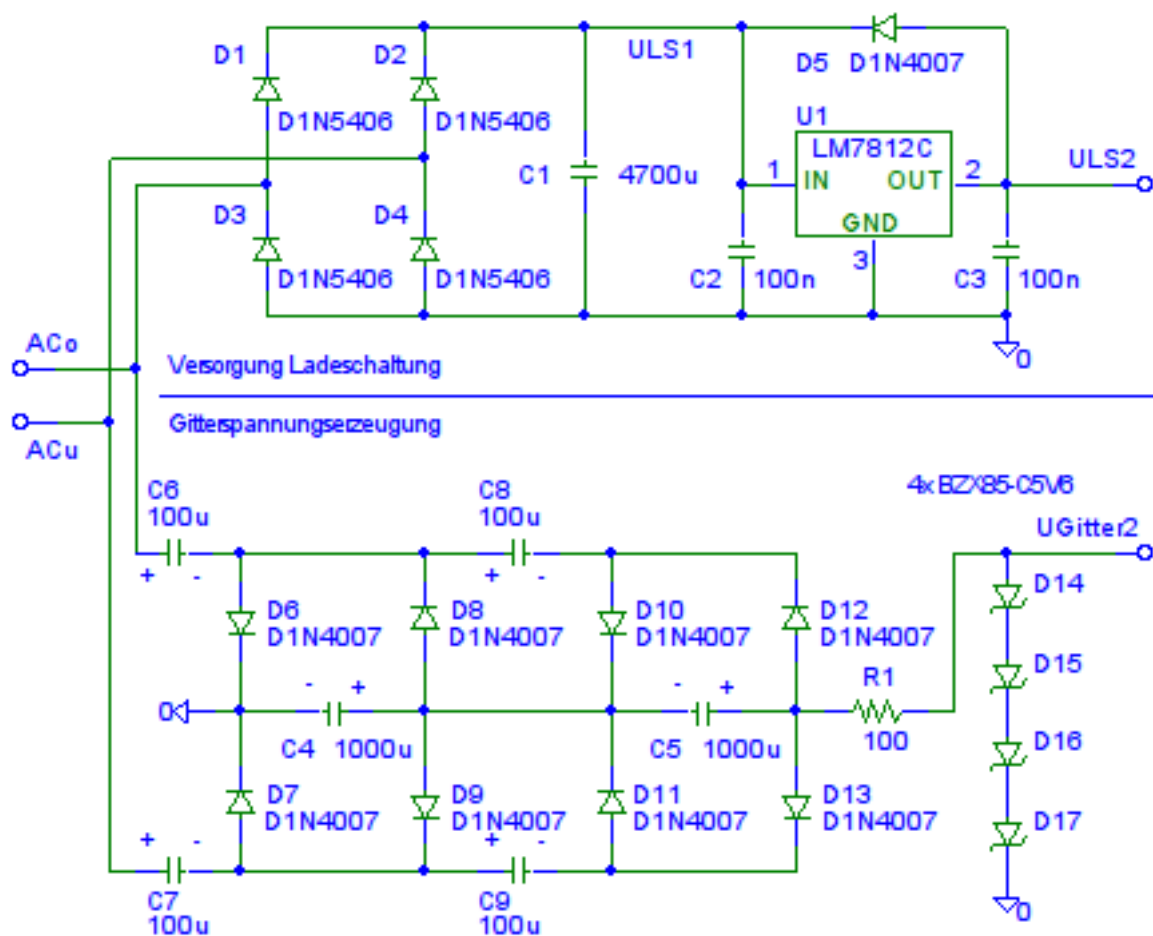 D1
D2
ULS1
D5 D1N4007
D1N5406
D1N5406
U1
LM7812C
C1
4700u
1
IN
OUT
2
ULS2
D3
D4
GND
3
D1N5406
D1N5406
C2
100n
C3
100n
0
ACo
Versorgung Ladeschaltung
ACu
Gitterspannungserzeugung
C6
100u
C8
100u
4x BZX85-C5V6
UGitter2
+ -
+ -
D6
D1N4007
D8
D1N4007
D10
D1N4007
D12
D1N4007
D14
D15
R1
100
- +
- +
0
C4
1000u
C5
1000u
D16
D7
D1N4007
D9
D1N4007
D11
D1N4007
D13
D1N4007
D17
+ -
+ -
C7
100u
C9
100u
0